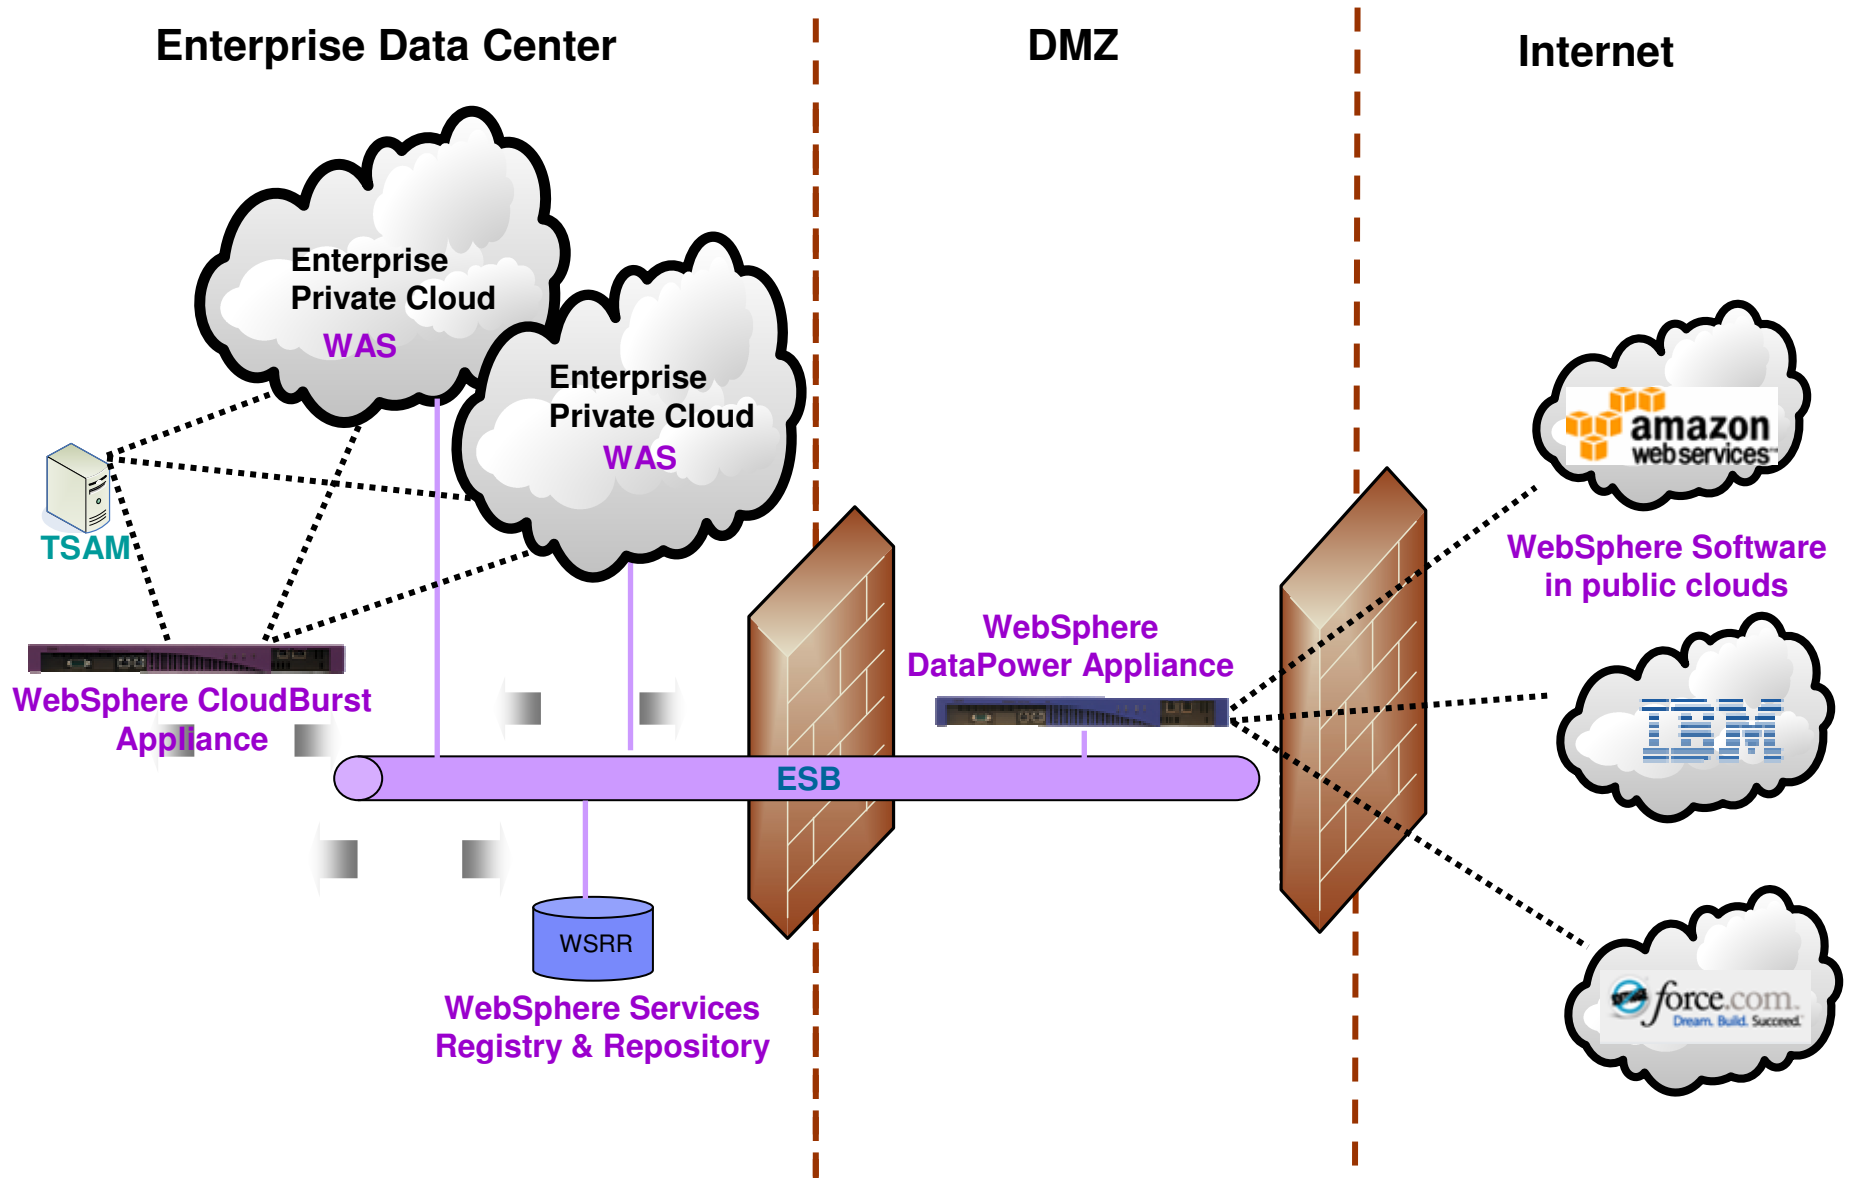 Enterprise Data Center
DMZ
Internet
Enterprise
Private Cloud
WAS
Enterprise
Private Cloud
WAS
TSAM
WebSphere CloudBurst
Appliance
ESB
WSRR
WebSphere Services
Registry & Repository
WebSphere
DataPower Appliance
amazon
webservices™
WebSphere Software
in public clouds
IBM
force.com.
Dream. Build. Succeed.™